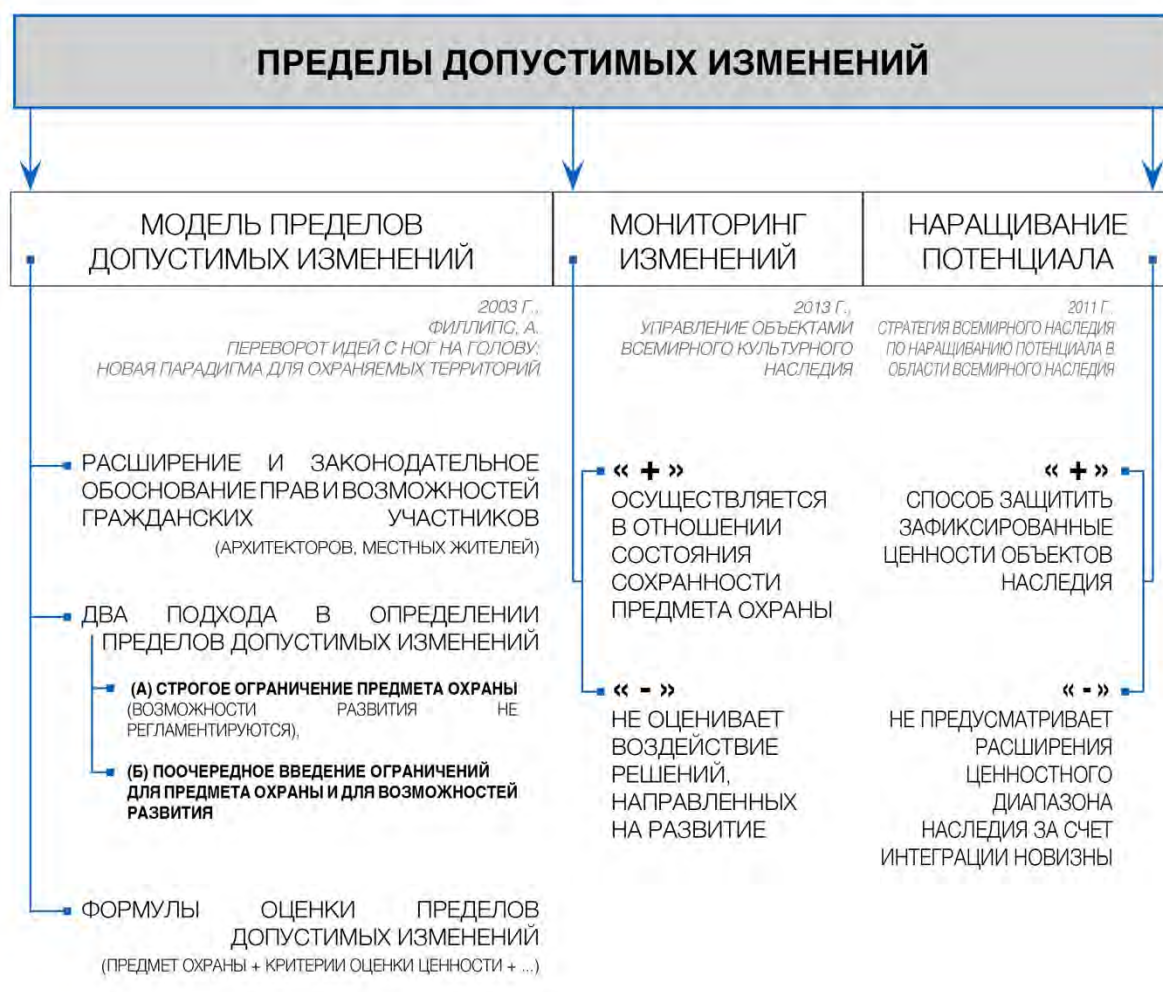 ПРЕДЕЛЫ ДОПУСТИМЫХ ИЗМЕНЕНИЙ
МОДЕЛЬ ПРЕДЕЛОВ
ДОПУСТИМЫХ ИЗМЕНЕНИЙ
2003 Г.,
ФИЛЛИПС, А.
ПЕРЕВОРОТ ИДЕЙ С НОГ НА ГОЛОВУ:
НОВАЯ ПАРАДИГМА ДЛЯ ОХРАНЯЕМЫХ ТЕРРИТОРИЙ
РАСШИРЕНИЕ И ЗАКОНОДАТЕЛЬНОЕ
ОБОСНОВАНИЕ ПРАВ И ВОЗМОЖНОСТЕЙ
ГРАЖДАНСКИХ УЧАСТНИКОВ
(АРХИТЕКТОРОВ, МЕСТНЫХ ЖИТЕЛЕЙ)
ДВА ПОДХОДА В ОПРЕДЕЛЕНИИ
ПРЕДЕЛОВ ДОПУСТИМЫХ ИЗМЕНЕНИЙ
(А) СТРОГОЕ ОГРАНИЧЕНИЕ ПРЕДМЕТА ОХРАНЫ
(ВОЗМОЖНОСТИ РАЗВИТИЯ НЕ
РЕГЛАМЕНТИРУЮТСЯ),
(Б) ПООЧЕРЕДНОЕ ВВЕДЕНИЕ ОГРАНИЧЕНИЙ
ДЛЯ ПРЕДМЕТА ОХРАНЫ И ДЛЯ ВОЗМОЖНОСТЕЙ
РАЗВИТИЯ
ФОРМУЛЫ ОЦЕНКИ ПРЕДЕЛОВ
ДОПУСТИМЫХ ИЗМЕНЕНИЙ
(ПРЕДМЕТ ОХРАНЫ + КРИТЕРИИ ОЦЕНКИ ЦЕННОСТИ + ...)
МОНИТОРИНГ
ИЗМЕНЕНИЙ
2013 Г.,
УПРАВЛЕНИЕ ОБЪЕКТАМИ
ВСЕМИРНОГО КУЛЬТУРНОГО
НАСЛЕДИЯ
« + »
ОСУЩЕСТВЛЯЕТСЯ
В ОТНОШЕНИИ
СОСТОЯНИЯ
СОХРАННОСТИ
ПРЕДМЕТА ОХРАНЫ
« - »
НЕ ОЦЕНИВАЕТ
ВОЗДЕЙСТВИЕ
РЕШЕНИЙ,
НАПРАВЛЕННЫХ
НА РАЗВИТИЕ
НАРАЩИВАНИЕ
ПОТЕНЦИАЛА
2011 Г.,
СТРАТЕГИЯ ВСЕМИРНОГО НАСЛЕДИЯ
ПО НАРАЩИВАНИЮ ПОТЕНЦИАЛА В
ОБЛАСТИ ВСЕМИРНОГО НАСЛЕДИЯ
« + »
СПОСОБ ЗАЩИТИТЬ
ЗАФИКСИРОВАННЫЕ
ЦЕННОСТИ ОБЪЕКТОВ
НАСЛЕДИЯ
« - »
НЕ ПРЕДУСМАТРИВАЕТ
РАСШИРЕНИЯ
ЦЕННОСТНОГО
ДИАПАЗОНА
НАСЛЕДИЯ ЗА СЧЕТ
ИНТЕГРАЦИИ НОВИЗНЫ